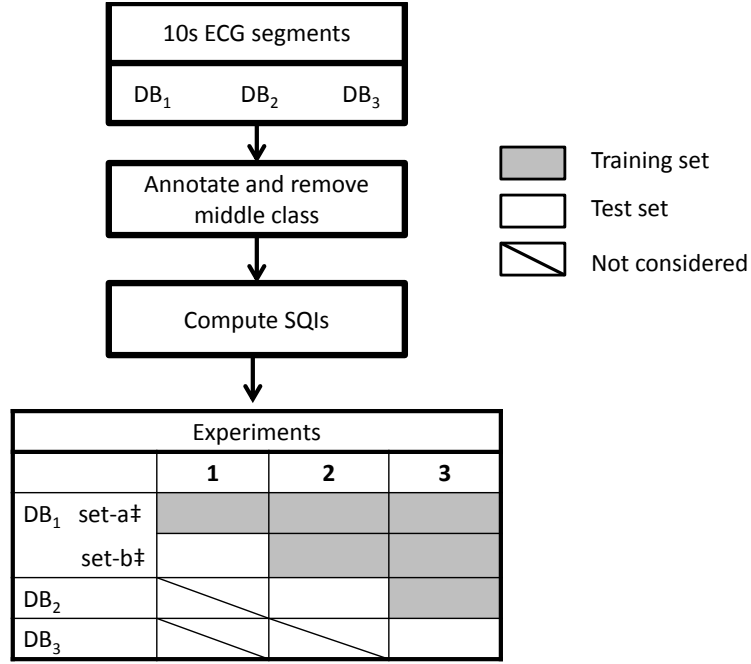 10s ECG segments
DB₁ DB₂ DB₃
Annotate and remove
middle class
Compute SQIs
Training set
Test set
Not considered
Experiments
1 2 3
DB₁ set-a‡
set-b‡
DB₂
DB₃